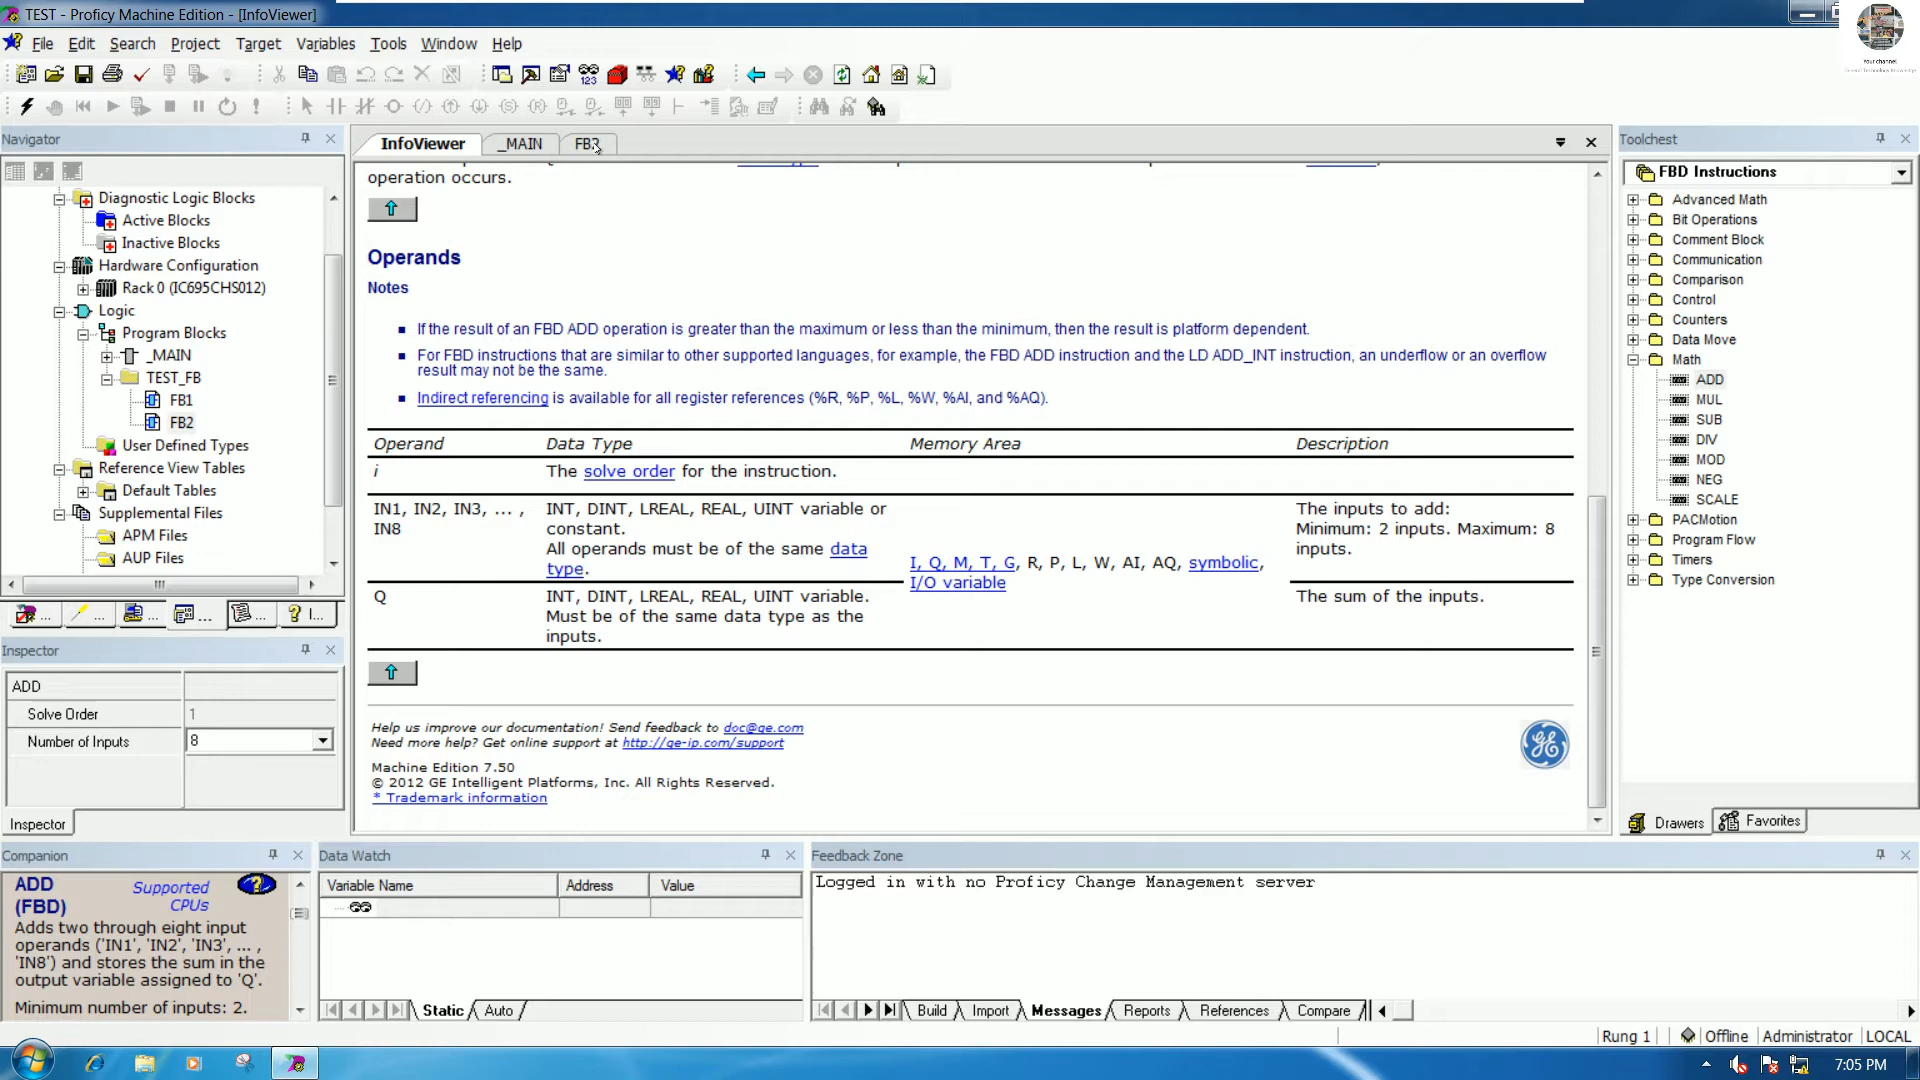 TEST - Proficy Machine Edition - [InfoViewer]
File Edit Search Project Target Variables Tools Window Help
Your channel
Navigator
InfoViewer _MAIN
Toolchest
Diagnostic Logic Blocks
Active Blocks
Inactive Blocks
Hardware Configuration
Rack 0 (IC695CHS012)
Logic
Program Blocks
_MAIN
TEST_FB
FB1
FB2
User Defined Types
Reference View Tables
Default Tables
Supplemental Files
APM Files
AUP Files
? I...
Inspector
ADD
Solve Order 1
Number of Inputs 8
Inspector
operation occurs.
Operands
Notes
If the result of an FBD ADD operation is greater than the maximum or less than the minimum, then the result is platform dependent.
For FBD instructions that are similar to other supported languages, for example, the FBD ADD instruction and the LD ADD_INT instruction, an underflow or an overflow
result may not be the same.
Indirect referencing is available for all register references (%R, %P, %L, %W, %AI, and %AQ).
Operand Data Type Memory Area Description
i The solve order for the instruction.
IN1, IN2, IN3, ... ,
IN8
INT, DINT, LREAL, REAL, UINT variable or
constant.
All operands must be of the same data
type.
I, Q, M, T, G, R, P, L, W, AI, AQ, symbolic,
I/O variable
The inputs to add:
Minimum: 2 inputs. Maximum: 8
inputs.
Q
INT, DINT, LREAL, REAL, UINT variable.
Must be of the same data type as the
inputs.
The sum of the inputs.
Help us improve our documentation! Send feedback to doc@ge.com
Need more help? Get online support at http://ge-ip.com/support
Machine Edition 7.50
© 2012 GE Intelligent Platforms, Inc. All Rights Reserved.
* Trademark information
FBD Instructions
Advanced Math
Bit Operations
Comment Block
Communication
Comparison
Control
Counters
Data Move
Math
ADD
MUL
SUB
DIV
MOD
NEG
SCALE
PACMotion
Program Flow
Timers
Type Conversion
Drawers Favorites
Companion
ADD
(FBD)
Supported
CPUs
Adds two through eight input
operands ('IN1', 'IN2', 'IN3', ... ,
'IN8') and stores the sum in the
output variable assigned to 'Q'.
Minimum number of inputs: 2.
Data Watch
Variable Name Address Value
Static Auto
Feedback Zone
Logged in with no Proficy Change Management server
Build Import Messages Reports References Compare
Rung 1 Offline Administrator LOCAL
7:05 PM